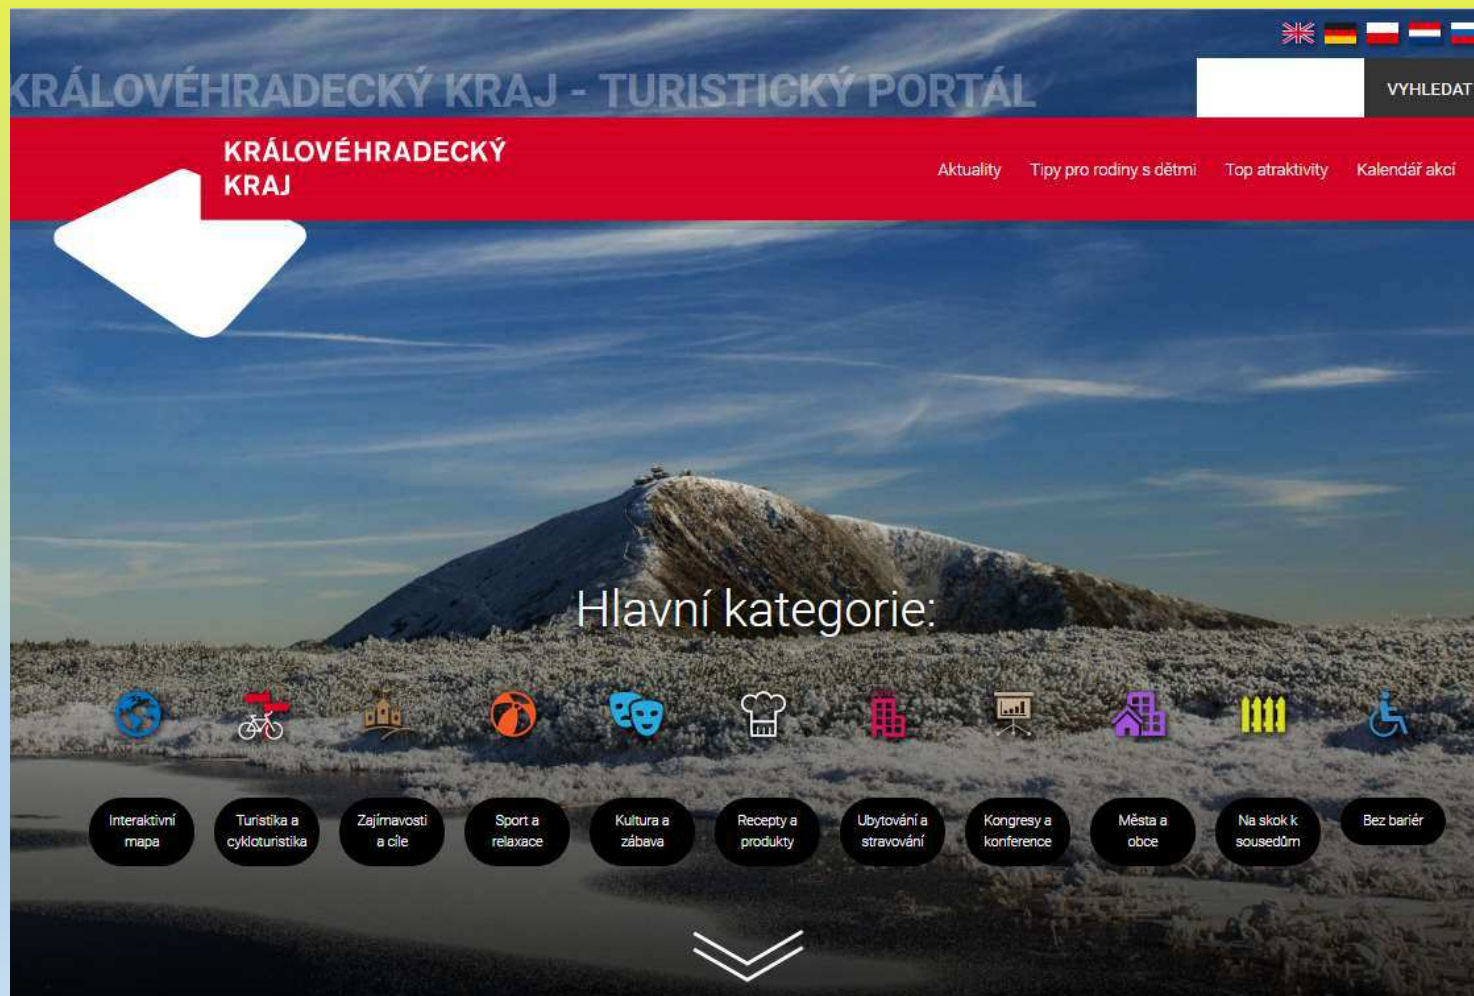 KRÁLOVÉHRADECKÝ KRAJ - TURISTICKÝ PORTÁL
VYHLEDAT
KRÁLOVÉHRADECKÝ
KRAJ
Aktuality Tipy pro rodiny s dětmi Top atraktivity Kalendář akcí
Hlavní kategorie:
Interaktivní
mapa
Turistika a
cykloturistika
Zajímavosti
a cíle
Sport a
relaxace
Kultura a
zábava
Recepty a
produkty
Ubytování a
stravování
Kongresy a
konference
Města a
obce
Na skok k
sousedům
Bez bariér